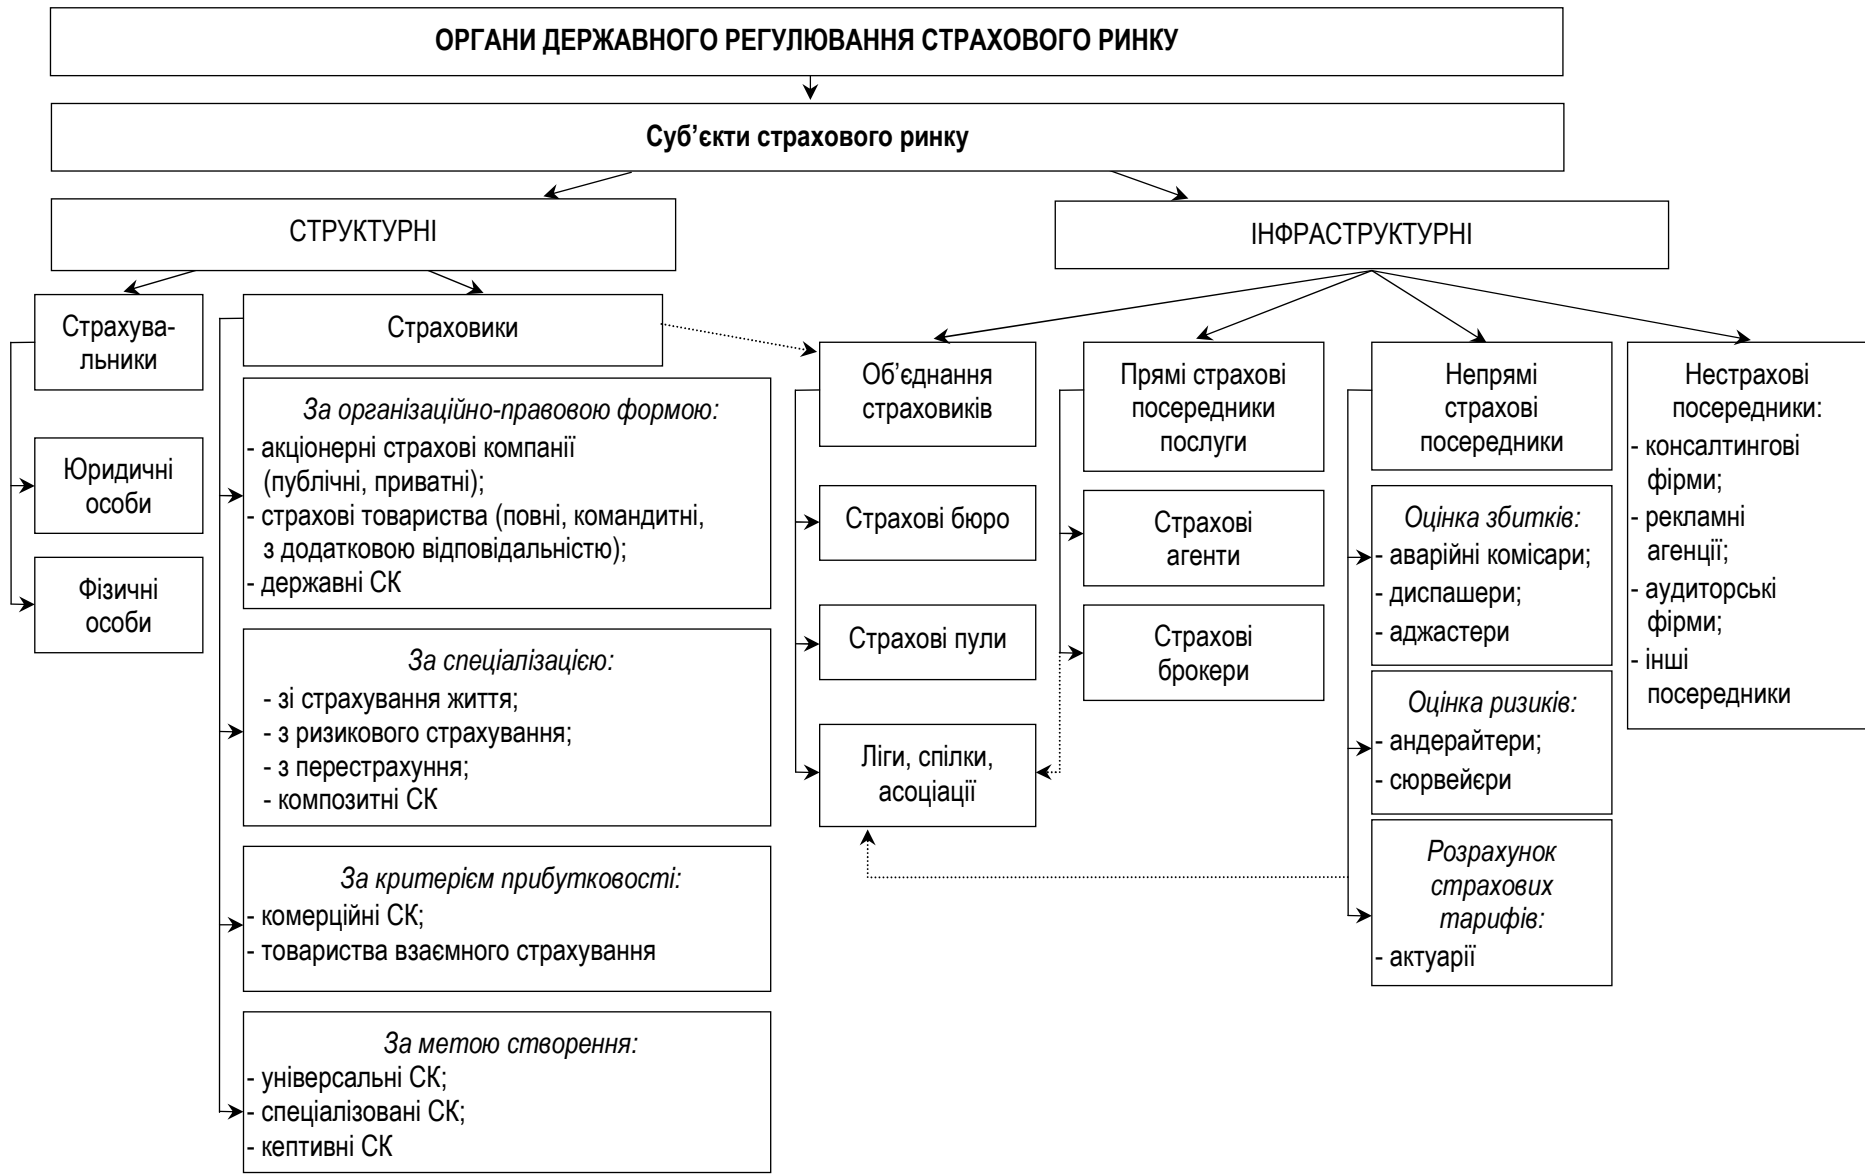 ОРГАНИ ДЕРЖАВНОГО РЕГУЛЮВАННЯ СТРАХОВОГО РИНКУ
Суб’єкти страхового ринку
СТРУКТУРНІ
ІНФРАСТРУКТУРНІ
Страхува-
льники
Юридичні
особи
Фізичні
особи
Страховики
За організаційно-правовою формою:
- акціонерні страхові компанії
(публічні, приватні);
- страхові товариства (повні, командитні,
з додатковою відповідальністю);
- державні СК
За спеціалізацією:
- зі страхування життя;
- з ризикового страхування;
- з перестрахуння;
- композитні СК
За критерієм прибутковості:
- комерційні СК;
- товариства взаємного страхування
За метою створення:
- універсальні СК;
- спеціалізовані СК;
- кептивні СК
Об’єднання
страховиків
Страхові бюро
Страхові пули
Ліги, спілки,
асоціації
Прямі страхові
посередники
послуги
Страхові
агенти
Страхові
брокери
Непрямі
страхові
посередники
Оцінка збитків:
- аварійні комісари;
- диспашери;
- аджастери
Оцінка ризиків:
- андерайтери;
- сюрвейєри
Розрахунок
страхових
тарифів:
- актуарії
Нестрахові
посередники:
- консалтингові
фірми;
- рекламні
агенції;
- аудиторські
фірми;
- інші
посередники